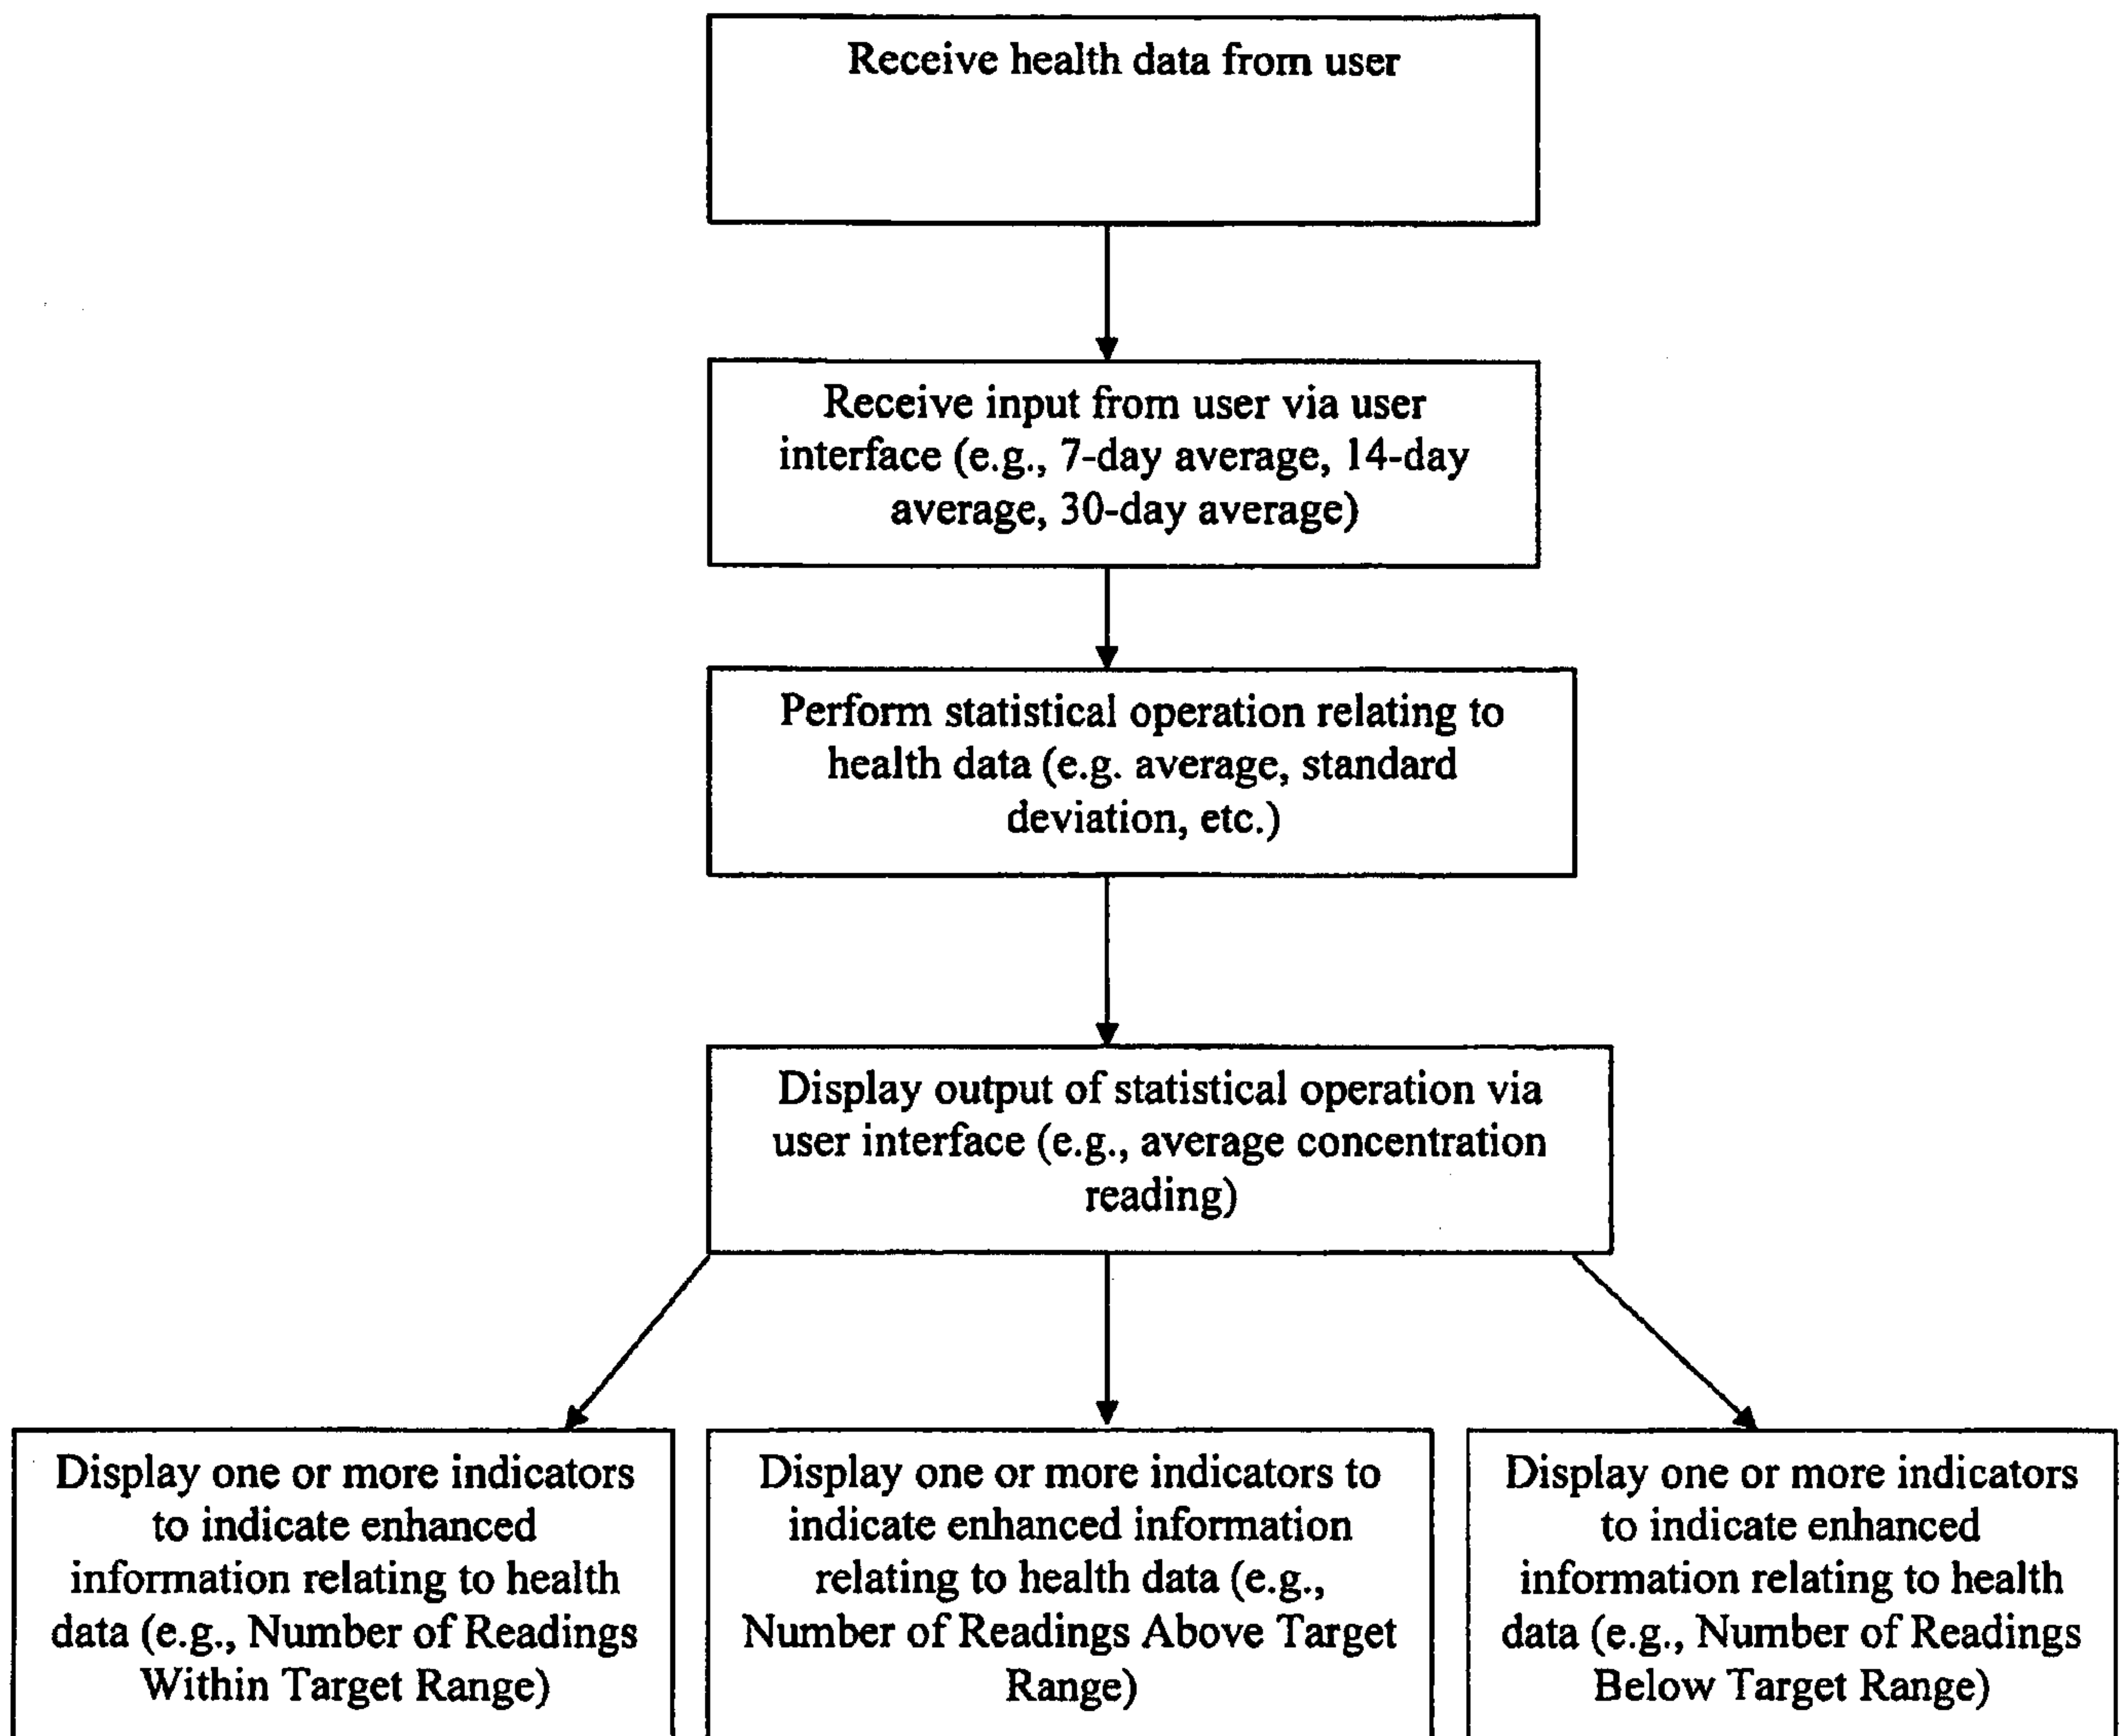 Receive health data from user
Receive input from user via user
interface (e.g., 7-day average, 14-day
average, 30-day average)
Perform statistical operation relating to
health data (e.g. average, standard
deviation, etc.)
Display output of statistical operation via
user interface (e.g., average concentration
reading)
Display one or more indicators
to indicate enhanced
information relating to health
data (e.g., Number of Readings
Within Target Range)
Display one or more indicators to
indicate enhanced information
relating to health data (e.g.,
Number of Readings Above Target
Range)
Display one or more indicators
to indicate enhanced
information relating to health
data (e.g., Number of Readings
Below Target Range)